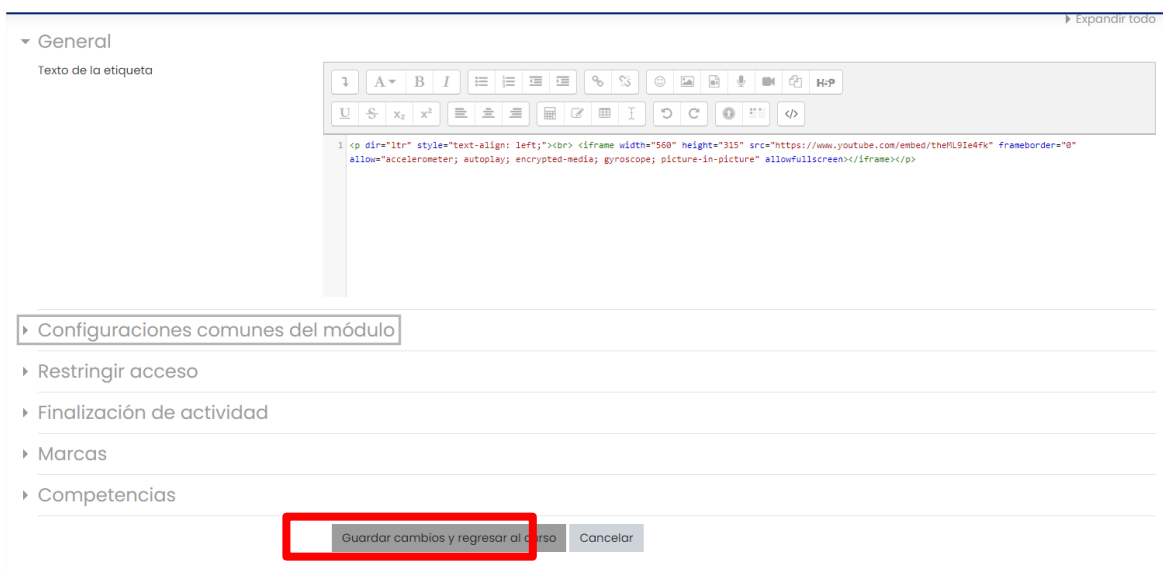 Expandir todo
General
Texto de la etiqueta
A B I H-P
U S x₂ x² </>
1 <p dir="ltr" style="text-align: left;"><br> <iframe width="560" height="315" src="https://www.youtube.com/embed/theML9Ie4fk" frameborder="0"
allow="accelerometer; autoplay; encrypted-media; gyroscope; picture-in-picture" allowfullscreen></iframe></p>
Configuraciones comunes del módulo
Restringir acceso
Finalización de actividad
Marcas
Competencias
Guardar cambios y regresar al curso Cancelar